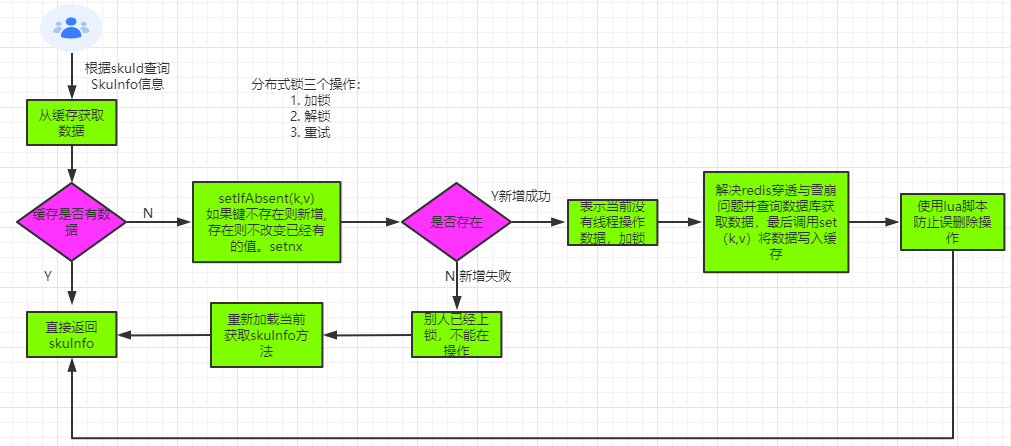 根据skuId查询
SkuInfo信息
从缓存获取
数据
分布式锁三个操作：
1. 加锁
2. 解锁
3. 重试
缓存是否有数
据
N
Y
setIfAbsent(k,v)
如果键不存在则新增,
存在则不改变已经有
的值。setnx
是否存在
Y新增成功
N 新增失败
表示当前没
有线程操作
数据，加锁
解决redis穿透与雪崩
问题并查询数据库获
取数据，最后调用set
（k,v）将数据写入缓
存
使用lua脚本
防止误删除操
作
直接返回
skuInfo
重新加载当前
获取skuInfo方
法
别人已经上
锁，不能在
操作